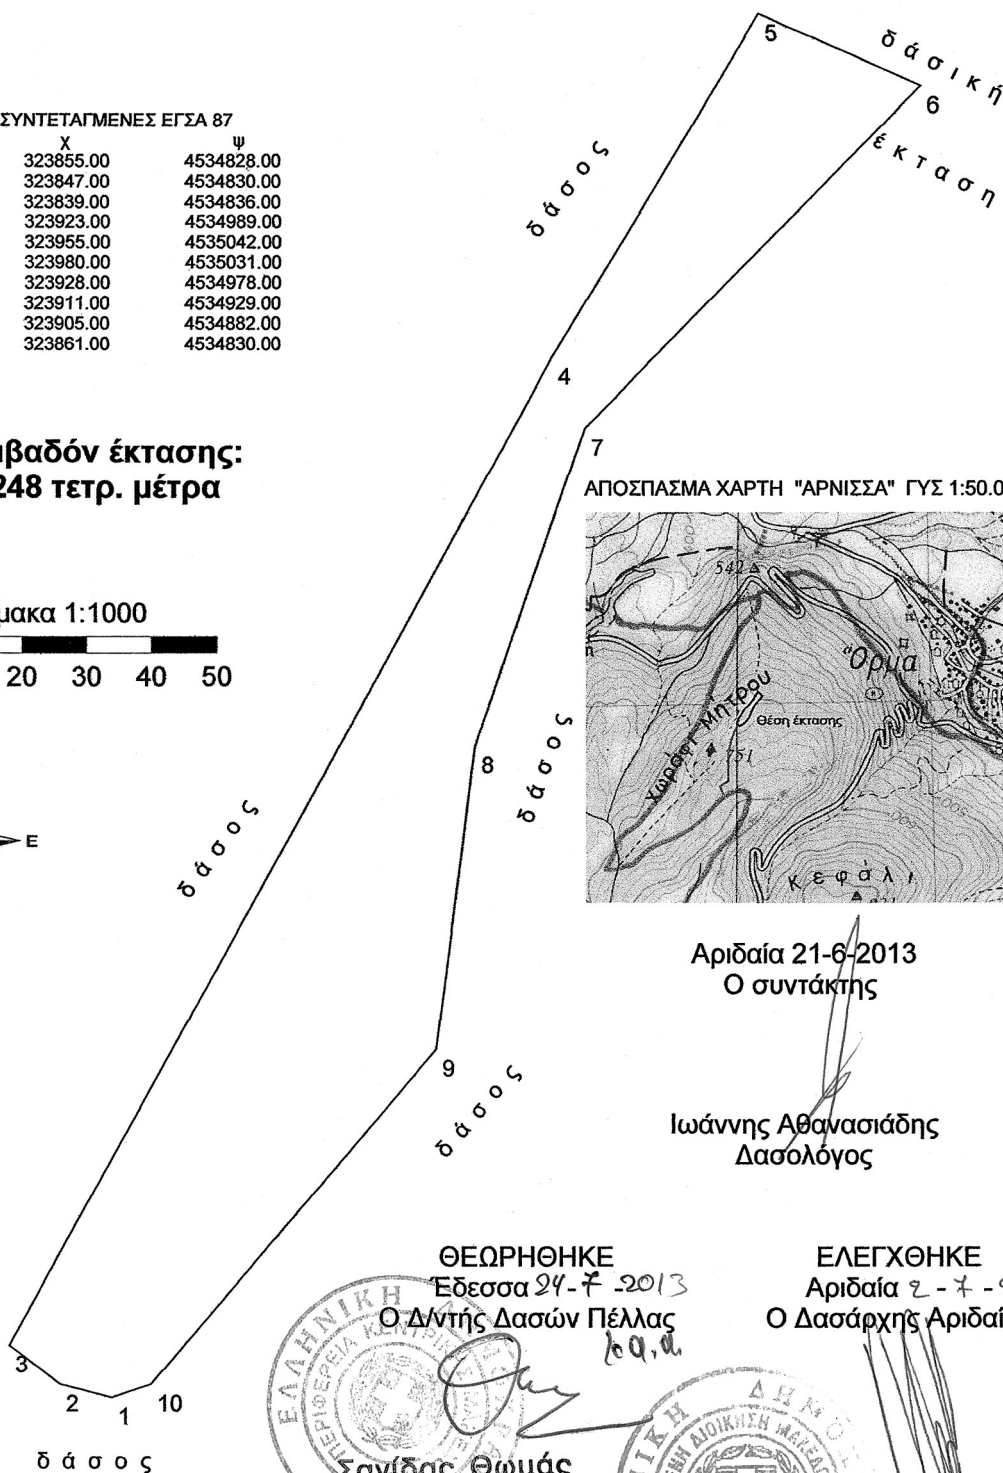 ΣΥΝΤΕΤΑΓΜΕΝΕΣ ΕΓΣΑ 87
Χ ψ
323855.00 4534828.00
323847.00 4534830.00
323839.00 4534836.00
323923.00 4534989.00
323955.00 4535042.00
323980.00 4535031.00
323928.00 4534978.00
323911.00 4534929.00
323905.00 4534882.00
323861.00 4534830.00
ιβαδόν έκτασης:
248 τετρ. μέτρα
μακα 1:1000
20 30 40 50
Ε
5
6
δάσική
έκταση
δάσος
4
7
8
δάσος
δάσος
9
δάσος
3
2
1
10
δάσος
ΑΠΟΣΠΑΣΜΑ ΧΑΡΤΗ "ΑΡΝΙΣΣΑ" ΓΥΣ 1:50.0
542
Όρμα
Χωράφι Μήτρου
Θέση έκτασης
751
Κεφάλι
Αριδαία 21-6-2013
Ο συντάκτης
Ιωάννης Αθανασιάδης
Δασολόγος
ΘΕΩΡΗΘΗΚΕ
Έδεσσα 24-7-2013
Ο Δ/ντής Δασών Πέλλας
κ.α.α.
Σανίδας Θωμάς
ΕΛΕΓΧΘΗΚΕ
Αριδαία 2-7-
Ο Δασάρχης Αριδαί
ΕΛΛΗΝΙΚΗ